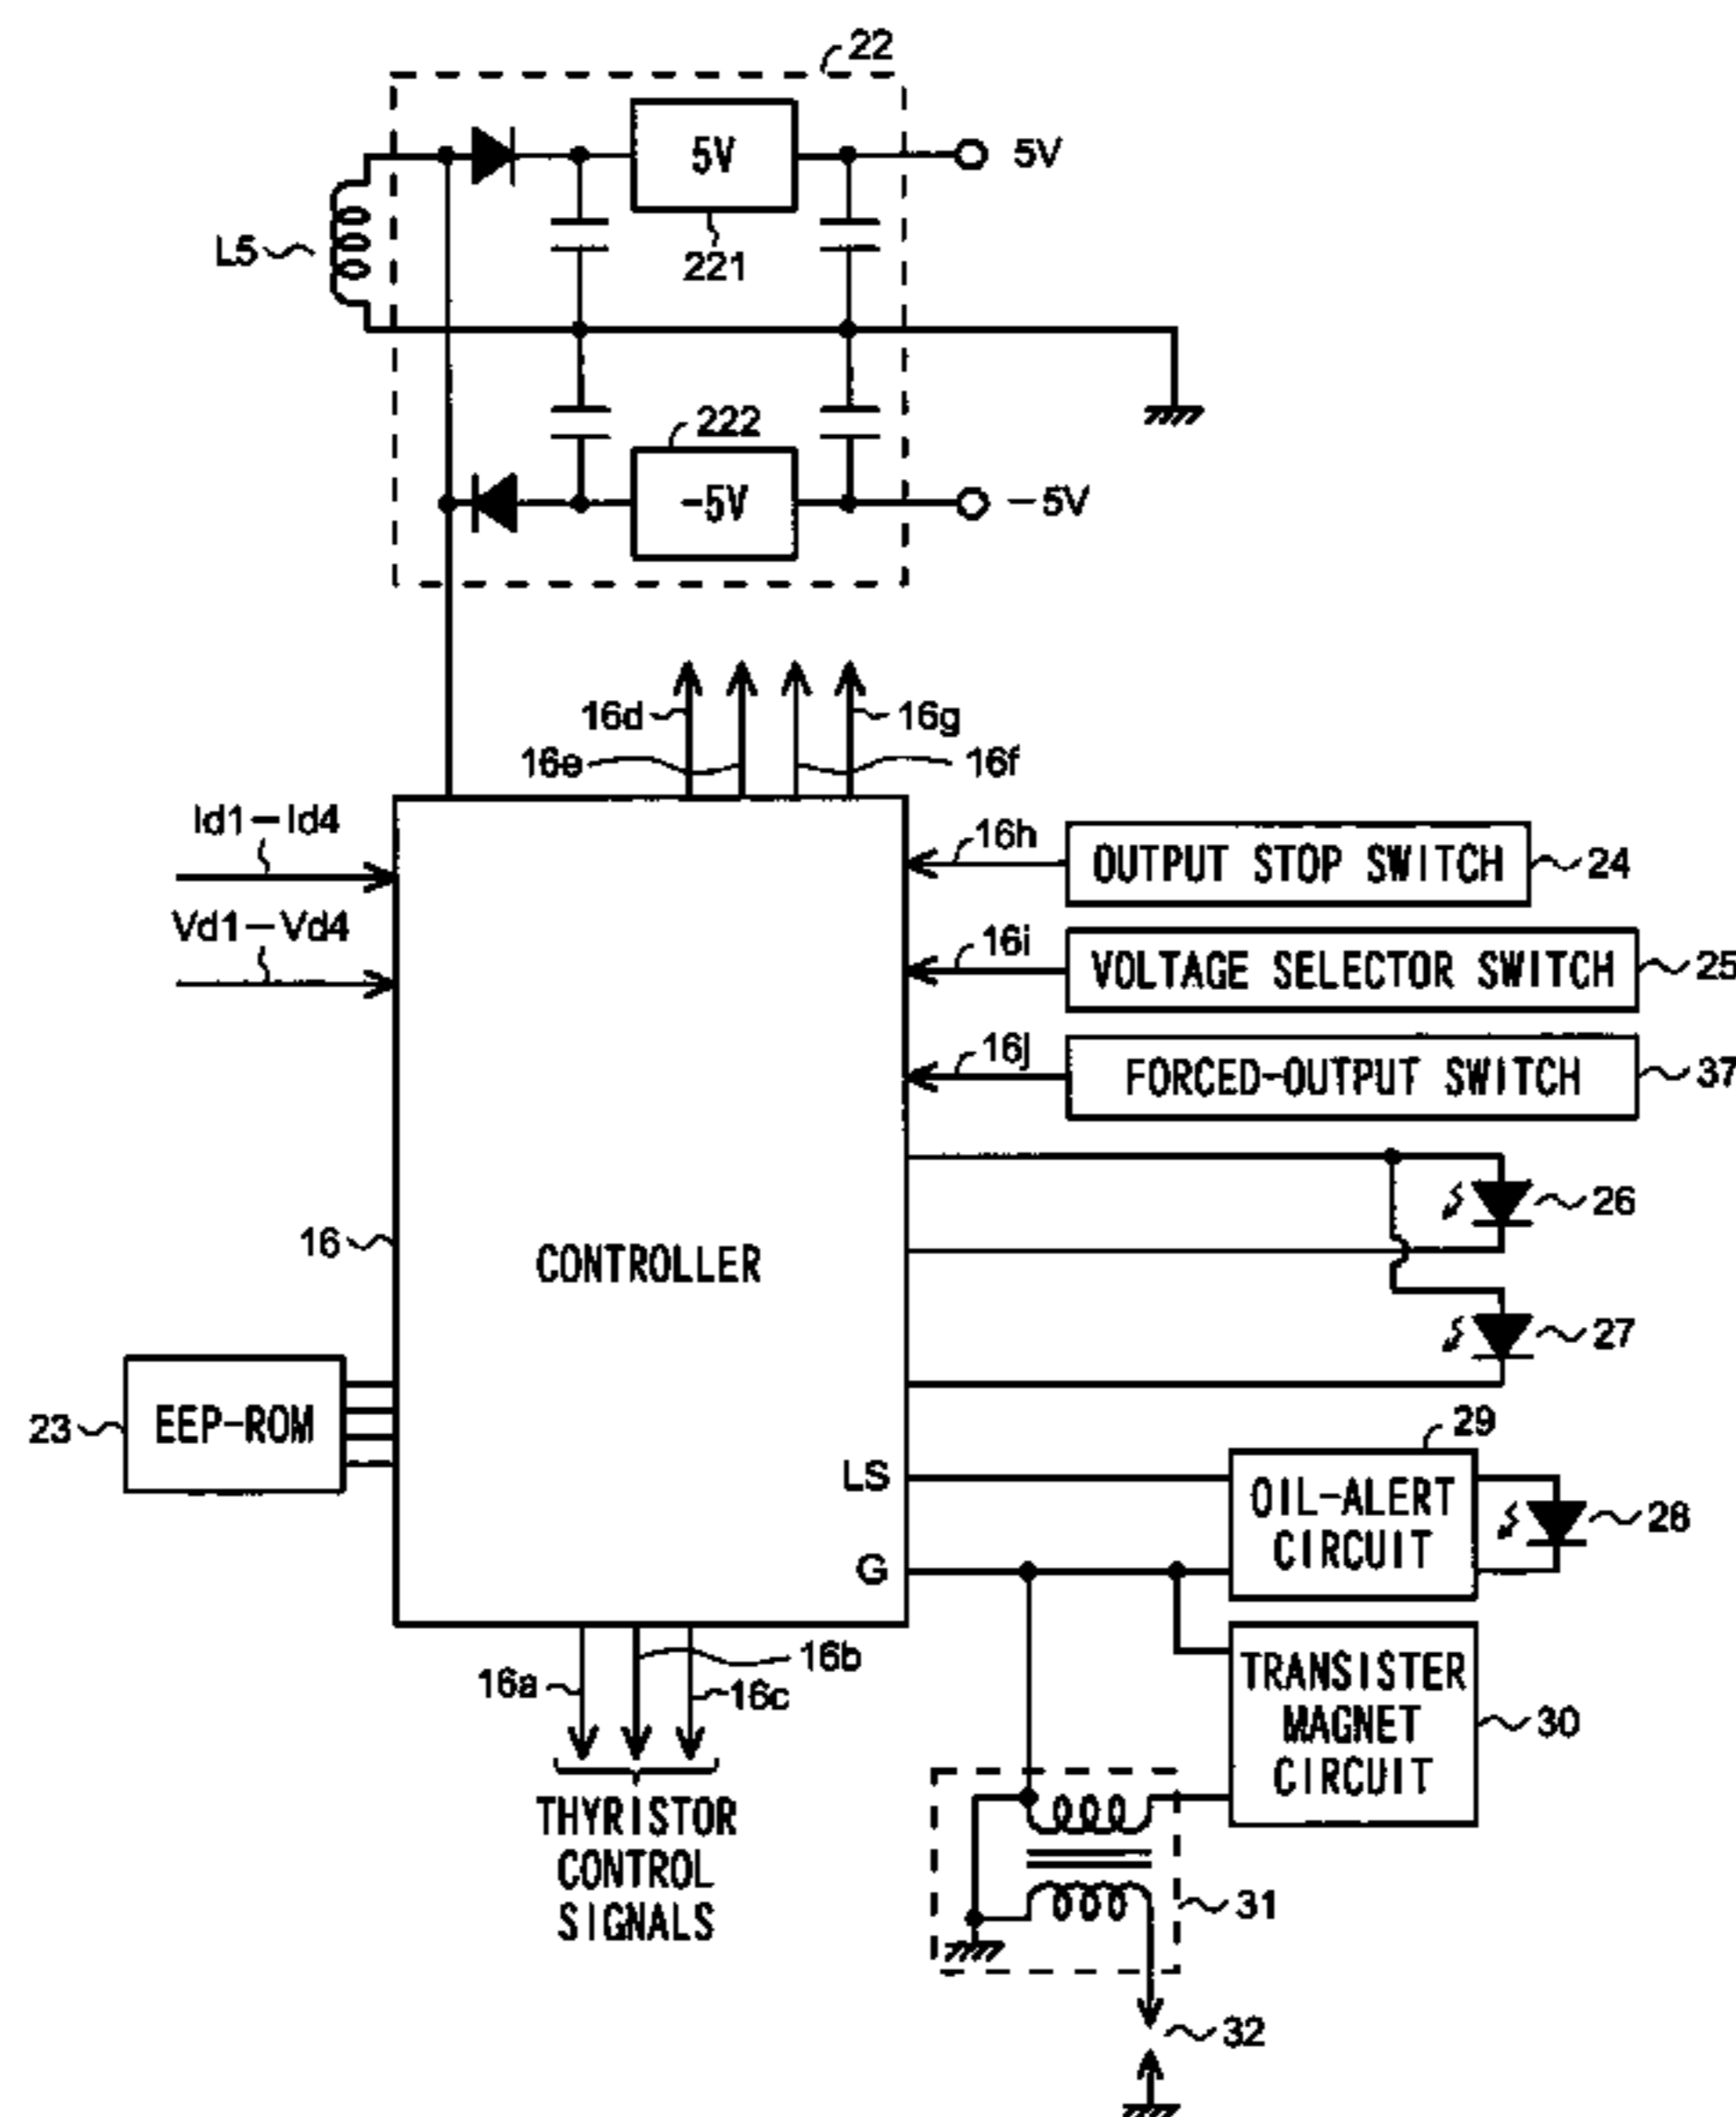 22
5V
5V
L5
221
222
-5V
-5V
16d
16g
16e
16f
Id1-Id4
16h
OUTPUT STOP SWITCH
24
Vd1-Vd4
16i
VOLTAGE SELECTOR SWITCH
25
16j
FORCED-OUTPUT SWITCH
37
26
16
CONTROLLER
27
23
EEP-ROM
29
LS
OIL-ALERT
CIRCUIT
28
G
16b
16a
16c
TRANSISTER
MAGNET
CIRCUIT
30
THYRISTOR
CONTROL
SIGNALS
31
32